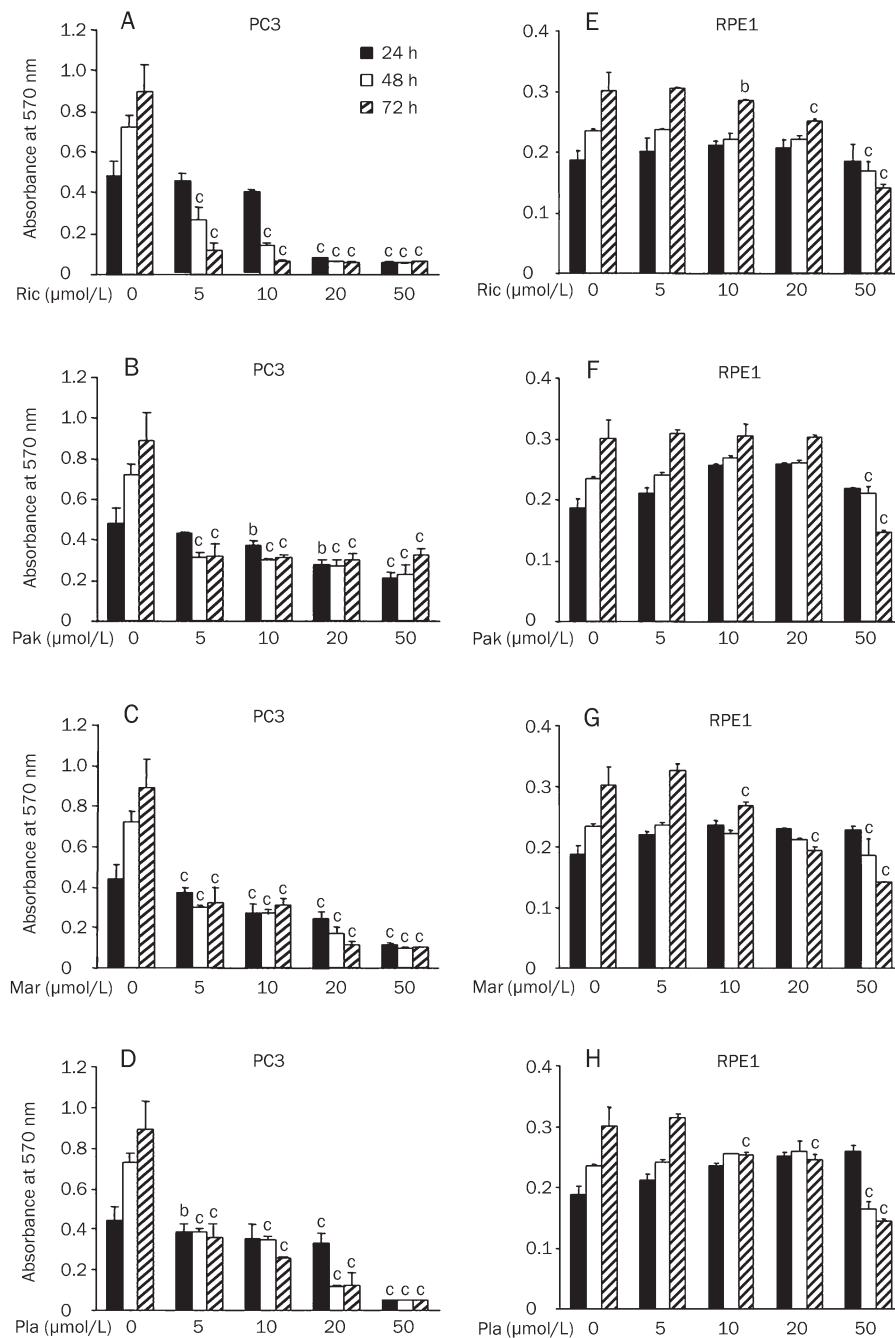 A PC3
Absorbance at 570 nm
1.2
1.0
0.8
0.6
0.4
0.2
0
24 h
48 h
72 h
c c
c c
c c c
c c c
Ric (µmol/L) 0 5 10 20 50
E RPE1
0.4
0.3
0.2
0.1
0
b
c
c c
Ric (µmol/L) 0 5 10 20 50
B PC3
Absorbance at 570 nm
1.2
1.0
0.8
0.6
0.4
0.2
0
c c
b c c
b c c
c c c
Pak (µmol/L) 0 5 10 20 50
F RPE1
0.4
0.3
0.2
0.1
0
c c
Pak (µmol/L) 0 5 10 20 50
C PC3
Absorbance at 570 nm
1.2
1.0
0.8
0.6
0.4
0.2
0
c c c
c c c
c c c
c c c
Mar (µmol/L) 0 5 10 20 50
G RPE1
0.4
0.3
0.2
0.1
0
c
c
c c
Mar (µmol/L) 0 5 10 20 50
D PC3
Absorbance at 570 nm
1.2
1.0
0.8
0.6
0.4
0.2
0
b c c
c c
c c c
c c c
Pla (µmol/L) 0 5 10 20 50
H RPE1
0.4
0.3
0.2
0.1
0
c
c
c c
Pla (µmol/L) 0 5 10 20 50